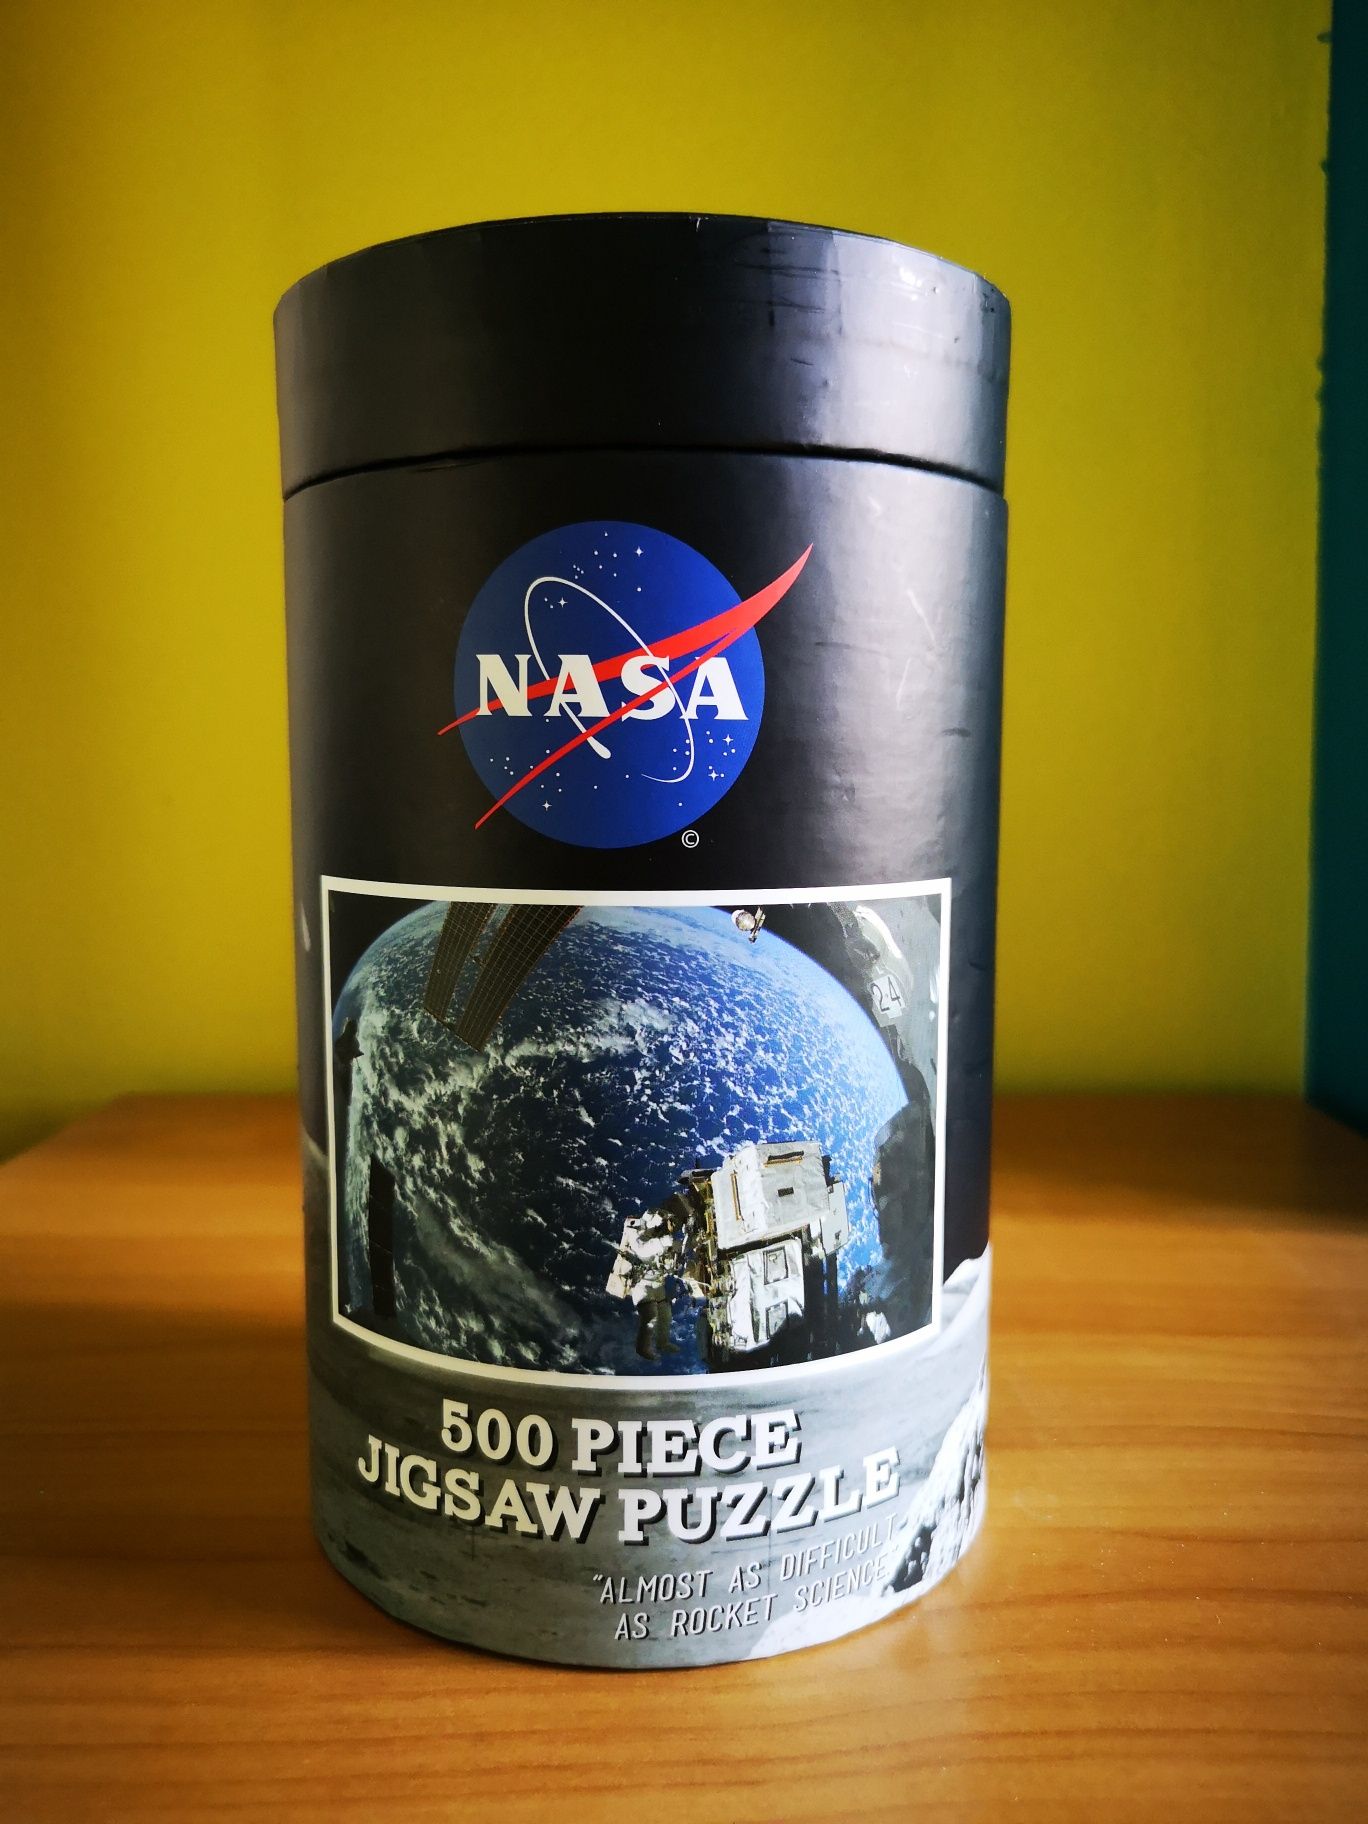 NASA
©
24
500 PIECE
JIGSAW PUZZLE
"ALMOST AS DIFFICULT
AS ROCKET SCIENCE"